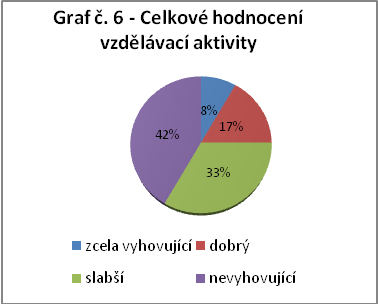 Graf č. 6 - Celkové hodnocení
vzdělávací aktivity
8%
17%
33%
42%
zcela vyhovující dobrý
slabší nevyhovující